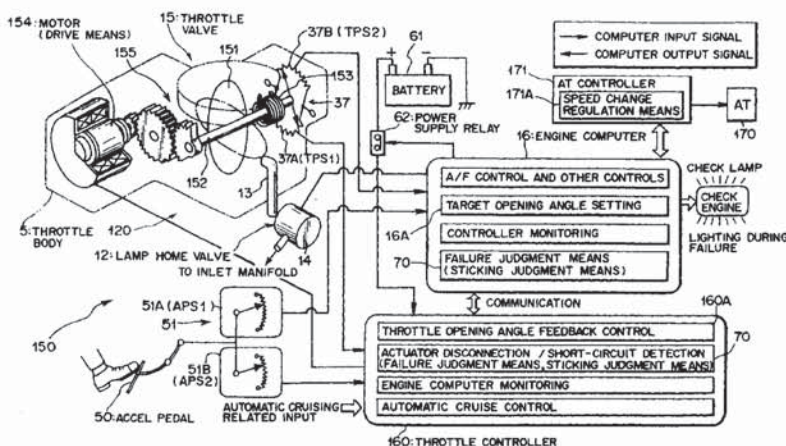 154: MOTOR
(DRIVE MEANS)
15: THROTTLE
VALVE
151
37B (TPS2)
155
153
37
152
37A (TPS1)
13
5: THROTTLE
BODY
120
12: LAMP HOME VALVE
14
TO INLET MANIFOLD
61
+
−
BATTERY
62: POWER
SUPPLY RELAY
COMPUTER INPUT SIGNAL
COMPUTER OUTPUT SIGNAL
171
AT CONTROLLER
171A
SPEED CHANGE
REGULATION MEANS
AT
170
16: ENGINE COMPUTER
A/F CONTROL AND OTHER CONTROLS
TARGET OPENING ANGLE SETTING
16A
CONTROLLER MONITORING
70
FAILURE JUDGMENT MEANS
(STICKING JUDGMENT MEANS)
CHECK LAMP
CHECK
ENGINE
LIGHTING DURING
FAILURE
COMMUNICATION
160A
THROTTLE OPENING ANGLE FEEDBACK CONTROL
70
ACTUATOR DISCONNECTION / SHORT-CIRCUIT DETECTION
(FAILURE JUDGMENT MEANS, STICKING JUDGMENT MEANS)
ENGINE COMPUTER MONITORING
AUTOMATIC CRUISE CONTROL
160: THROTTLE CONTROLLER
51A (APS1)
51
51B
(APS2)
150
50: ACCEL PEDAL
AUTOMATIC CRUISING
RELATED INPUT